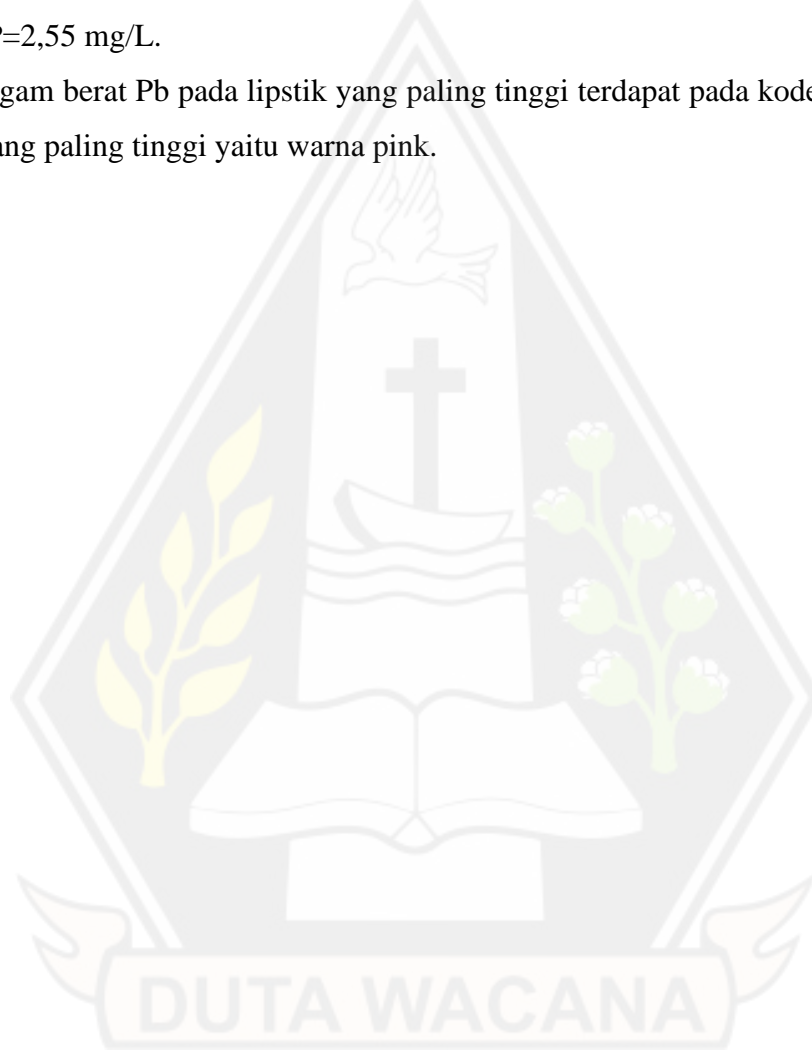 =2,55 mg/L.
gam berat Pb pada lipstik yang paling tinggi terdapat pada kode
ang paling tinggi yaitu warna pink.
DUTA WACANA